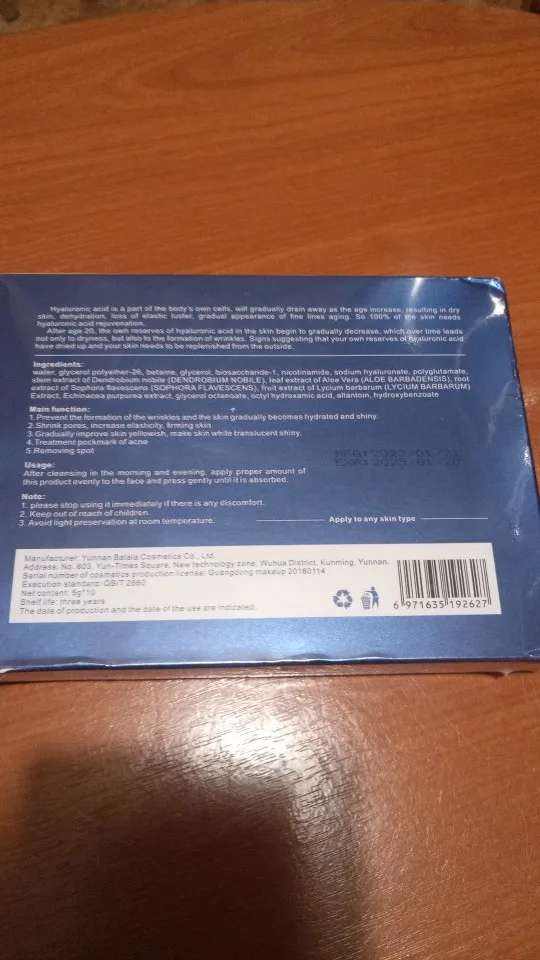 Hyaluronic acid is a part of the body's own cells, will gradually drain away as the age increase, resulting in dry
skin, dehydration, loss of elastic luster, gradual appearance of fine lines aging. So 100% of the skin needs
hyaluronic acid rejuvenation.
After age 20, the own reserves of hyaluronic acid in the skin begin to gradually decrease, which over time leads
not only to dryness, but also to the formation of wrinkles. Signs suggesting that your own reserves of hyaluronic acid
have dried up and your skin needs to be replenished from the outside.
Ingredients:
water, glycerol polyether-26, betaine, glycerol, biosaccharide-1, nicotinamide, sodium hyaluronate, polyglutamate,
stem extract of Dendrobium nobile (DENDROBIUM NOBILE), leaf extract of Aloe Vera (ALOE BARBADENSIS), root
extract of Sophora flavescens (SOPHORA FLAVESCENS), fruit extract of Lycium barbarum (LYCIUM BARBARUM)
Extract, Echinacea purpurea extract, glycerol octanoate, octyl hydroxamic acid, allantoin, hydroxybenzoate
Main function:
1.Prevent the formation of the wrinkles and the skin gradually becomes hydrated and shiny.
2.Shrink pores, increase elasticity, firming skin.
3.Gradually improve skin yellowish, make skin white translucent shiny.
4.Treatment pockmark of acne
5.Removing spot
MFG: 2022/01/21
EXP: 2025/01/20
Usage:
After cleansing in the morning and evening, apply proper amount of
this product evenly to the face and press gently until it is absorbed.
Note:
1. please stop using it immediately if there is any discomfort.
2. Keep out of reach of children.
3. Avoid light preservation at room temperature.
Apply to any skin type
Manufacturer: Yunnan Balala Cosmetics Co., Ltd.
Address: No. 603, Yun-Times Square, New technology zone, Wuhua District, Kunming, Yunnan.
Serial number of cosmetics production license: Guangdong makeup 20160114
Execution standard: QB/T 2660
Net content: 5g*10
Shelf life: three years
The date of production and the date of the use are indicated.
6 971635 192627